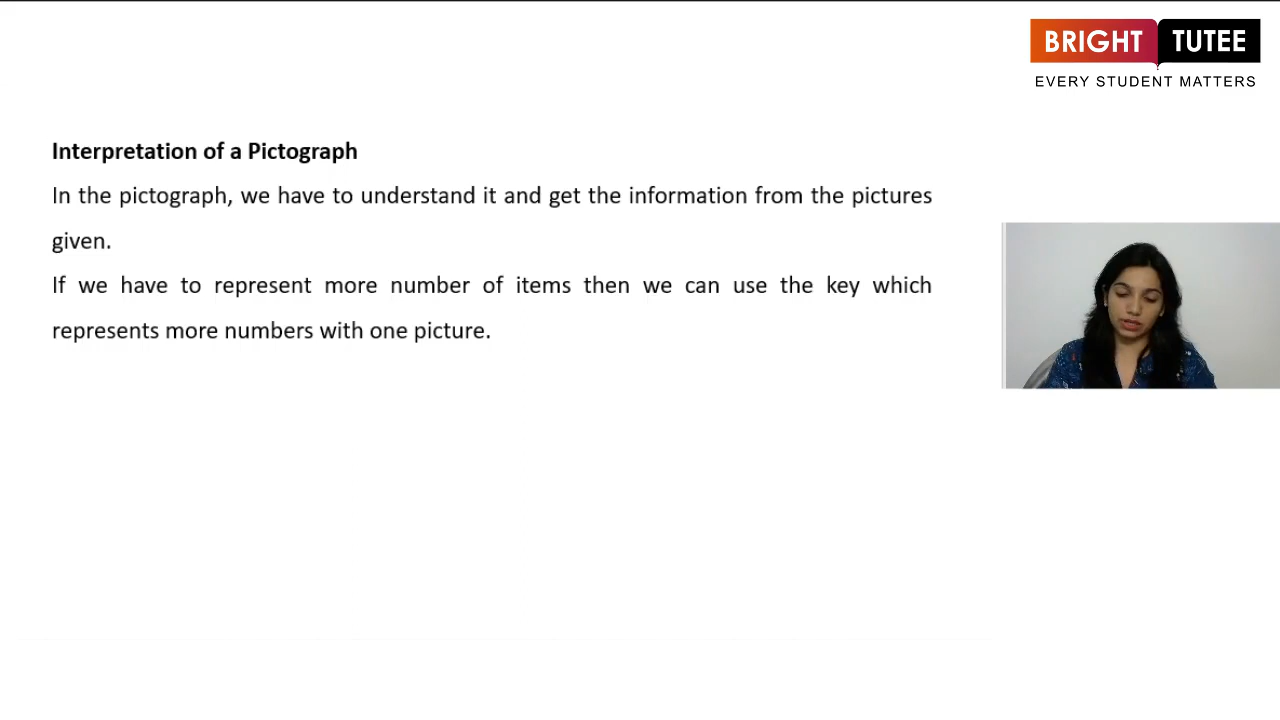 BRIGHT TUTEE
EVERY STUDENT MATTERS
Interpretation of a Pictograph
In the pictograph, we have to understand it and get the information from the pictures
given.
If we have to represent more number of items then we can use the key which
represents more numbers with one picture.